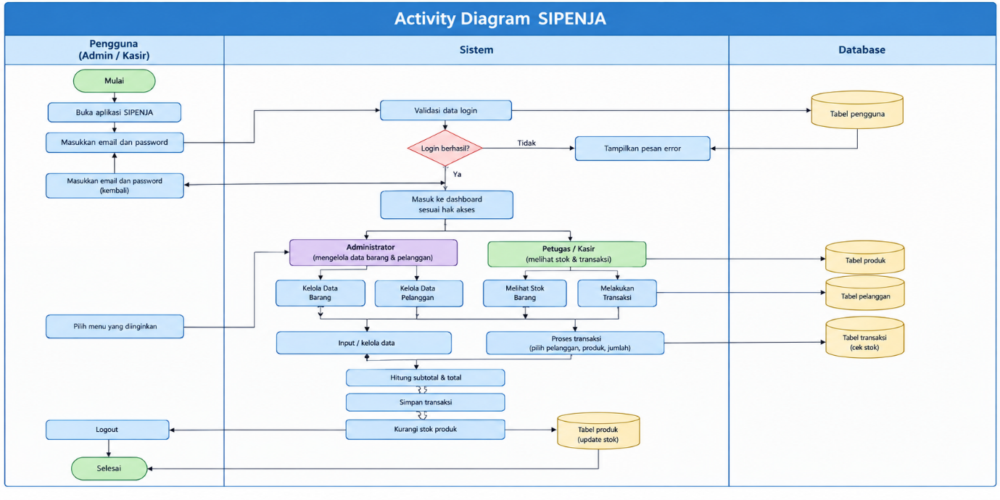 Activity Diagram SIPENJA
Pengguna
(Admin / Kasir)
Sistem
Database
Mulai
Buka aplikasi SIPENJA
Validasi data login
Tabel pengguna
Masukkan email dan password
Login berhasil?
Tidak
Tampilkan pesan error
Ya
Masukkan email dan password
(kembali)
Masuk ke dashboard
sesuai hak akses
Administrator
(mengelola data barang & pelanggan)
Petugas / Kasir
(melihat stok & transaksi)
Tabel produk
Kelola Data
Barang
Kelola Data
Pelanggan
Melihat Stok
Barang
Melakukan
Transaksi
Tabel pelanggan
Pilih menu yang diinginkan
Input / kelola data
Proses transaksi
(pilih pelanggan, produk, jumlah)
Tabel transaksi
(cek stok)
Hitung subtotal & total
Simpan transaksi
Logout
Kurangi stok produk
Tabel produk
(update stok)
Selesai